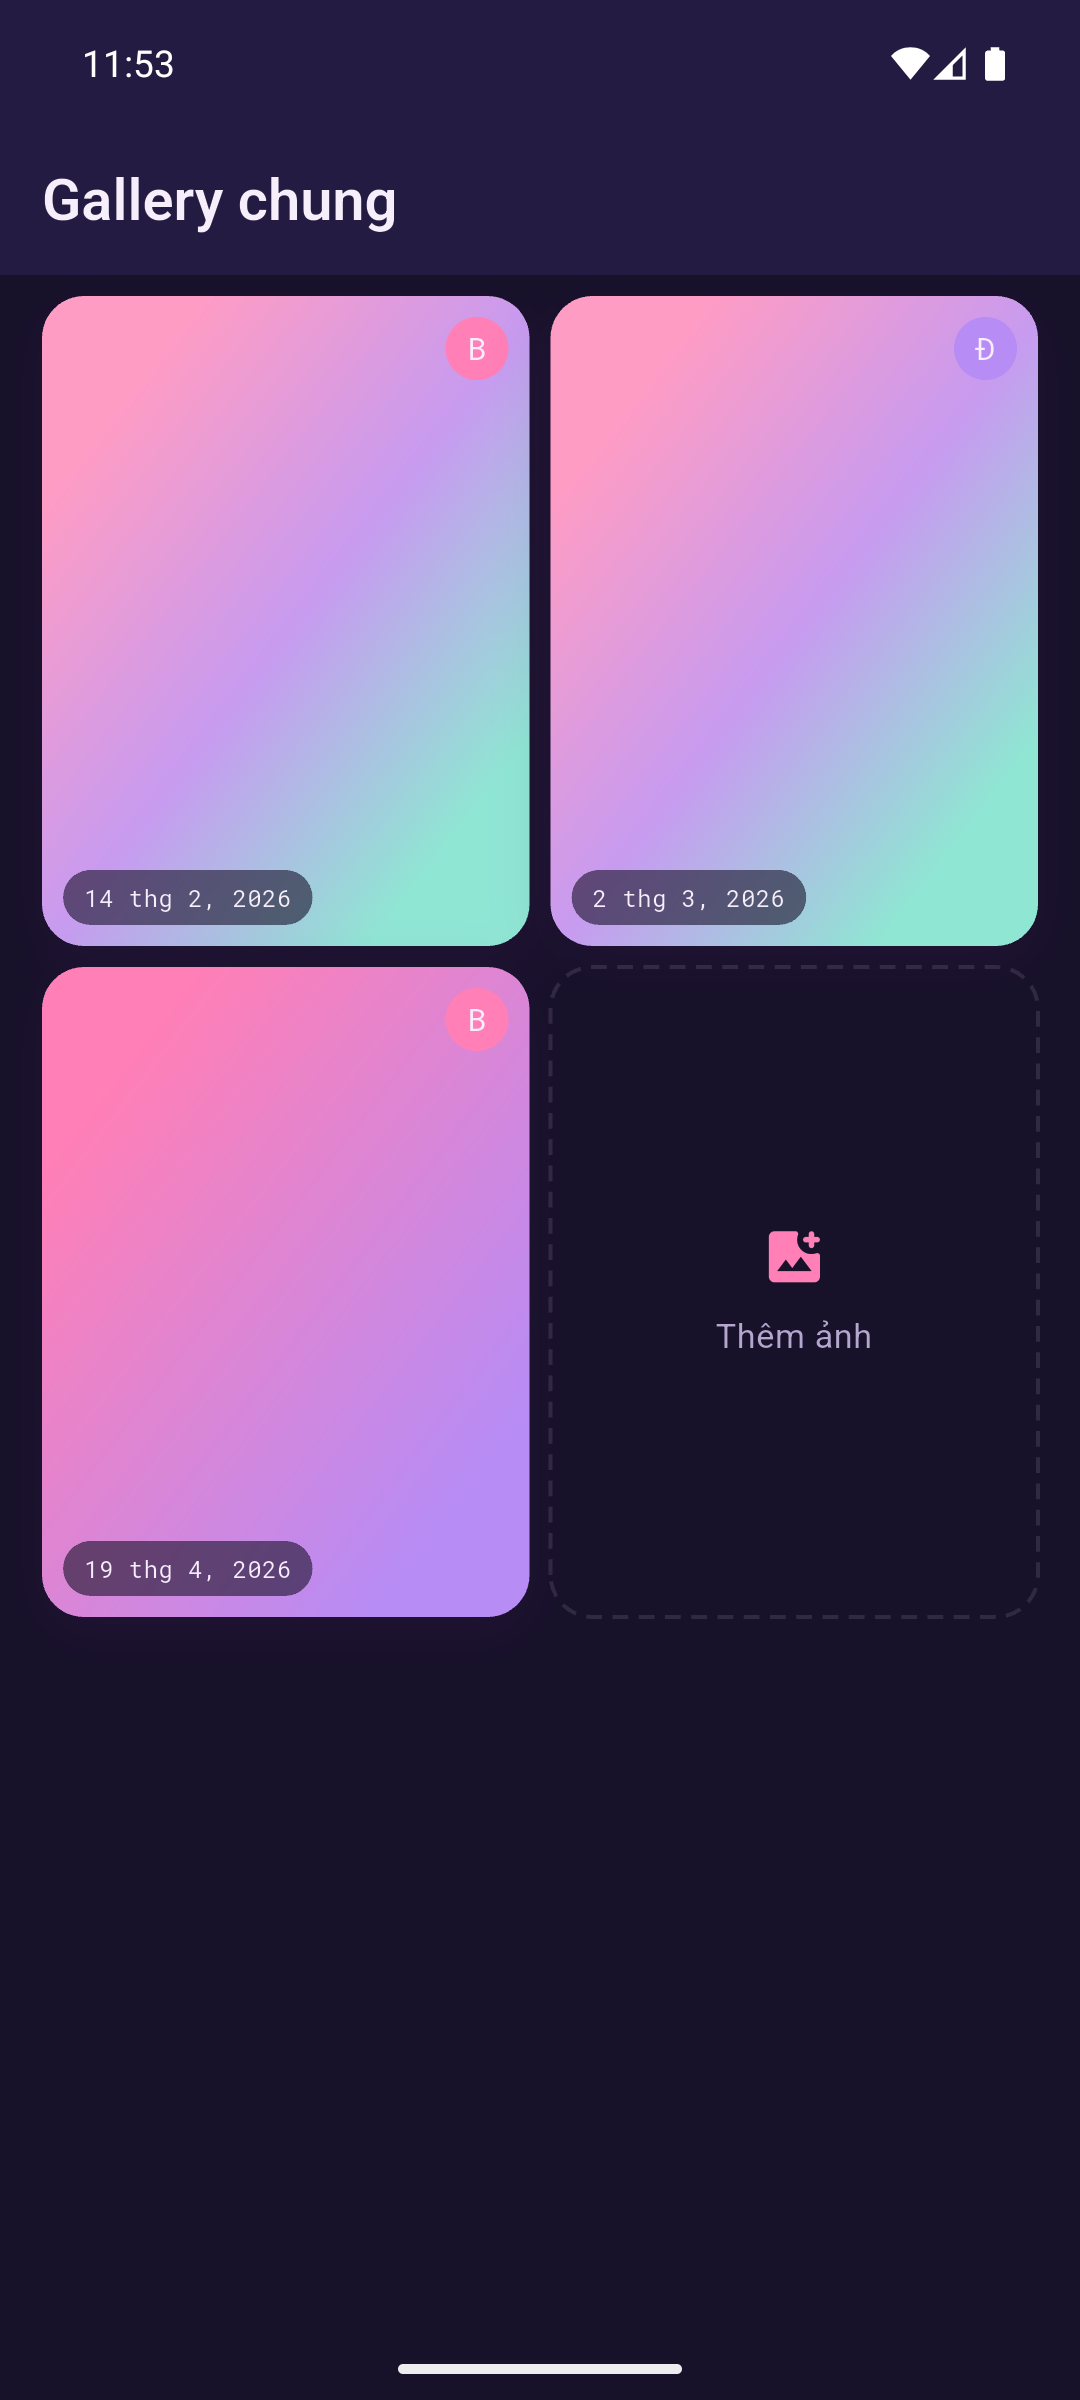 11:53
Gallery chung
B
Đ
14 thg 2, 2026
2 thg 3, 2026
B
Thêm ảnh
19 thg 4, 2026